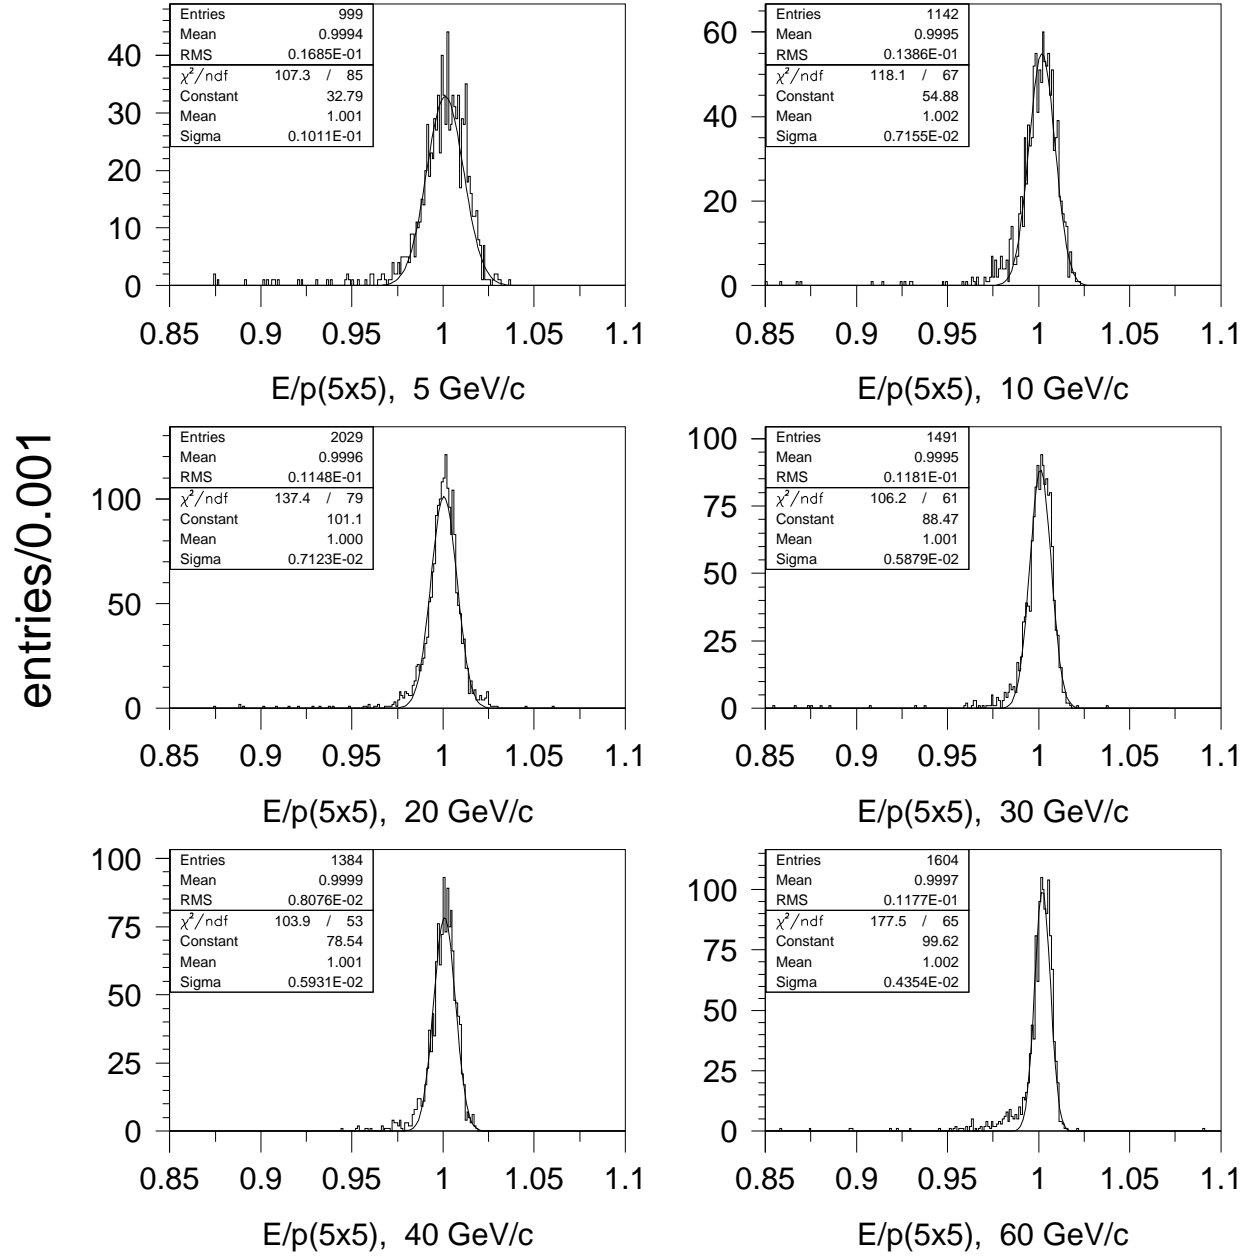 entries/0.001
Entries 999
Mean 0.9994
RMS 0.1685E-01
χ²/ndf 107.3 / 85
Constant 32.79
Mean 1.001
Sigma 0.1011E-01
40
30
20
10
0
0.85 0.9 0.95 1 1.05 1.1
E/p(5x5), 5 GeV/c
Entries 1142
Mean 0.9995
RMS 0.1386E-01
χ²/ndf 118.1 / 67
Constant 54.88
Mean 1.002
Sigma 0.7155E-02
60
40
20
0
0.85 0.9 0.95 1 1.05 1.1
E/p(5x5), 10 GeV/c
Entries 2029
Mean 0.9996
RMS 0.1148E-01
χ²/ndf 137.4 / 79
Constant 101.1
Mean 1.000
Sigma 0.7123E-02
100
50
0
0.85 0.9 0.95 1 1.05 1.1
E/p(5x5), 20 GeV/c
Entries 1491
Mean 0.9995
RMS 0.1181E-01
χ²/ndf 106.2 / 61
Constant 88.47
Mean 1.001
Sigma 0.5879E-02
100
75
50
25
0
0.85 0.9 0.95 1 1.05 1.1
E/p(5x5), 30 GeV/c
Entries 1384
Mean 0.9999
RMS 0.8076E-02
χ²/ndf 103.9 / 53
Constant 78.54
Mean 1.001
Sigma 0.5931E-02
100
75
50
25
0
0.85 0.9 0.95 1 1.05 1.1
E/p(5x5), 40 GeV/c
Entries 1604
Mean 0.9997
RMS 0.1177E-01
χ²/ndf 177.5 / 65
Constant 99.62
Mean 1.002
Sigma 0.4354E-02
100
75
50
25
0
0.85 0.9 0.95 1 1.05 1.1
E/p(5x5), 60 GeV/c